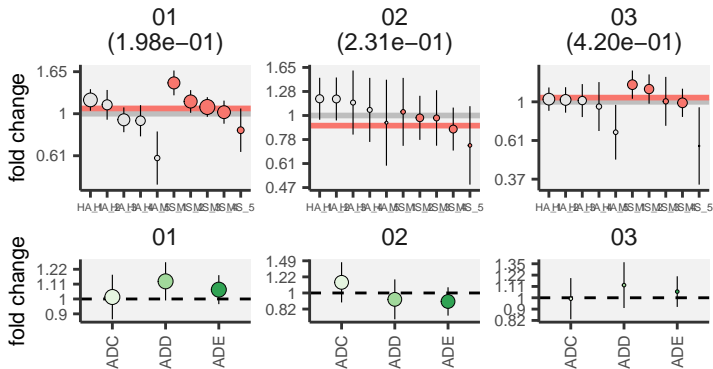 01
(1.98e−01)
02
(2.31e−01)
03
(4.20e−01)
fold change
1.65
1
0.61
1.65
1.28
1
0.78
0.61
0.47
1
0.61
0.37
01
02
03
fold change
1.22
1.11
1
0.9
1.49
1.22
1
0.82
1.35
1.22
1.11
1
0.9
0.82
ADC
ADD
ADE
ADC
ADD
ADE
ADC
ADD
ADE